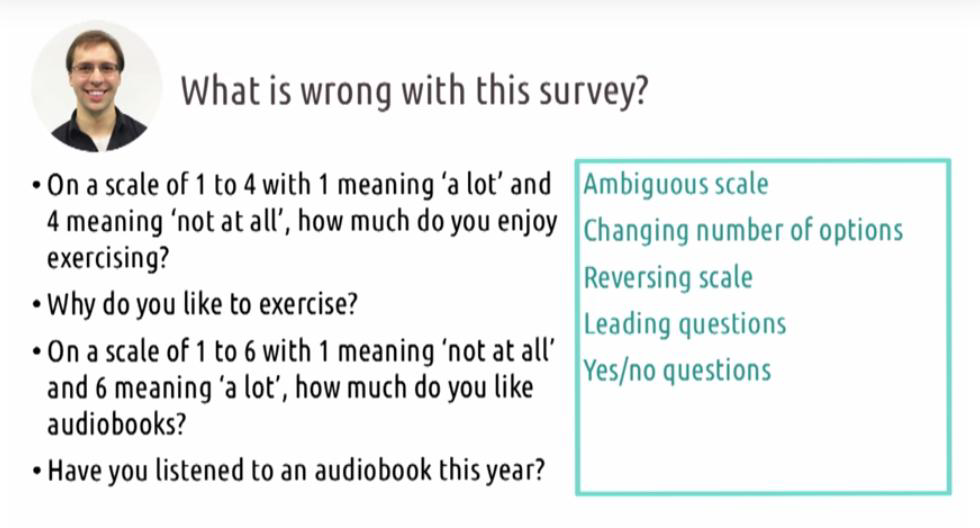 What is wrong with this survey?
• On a scale of 1 to 4 with 1 meaning ‘a lot’ and
4 meaning ‘not at all’, how much do you enjoy
exercising?
• Why do you like to exercise?
• On a scale of 1 to 6 with 1 meaning ‘not at all’
and 6 meaning ‘a lot’, how much do you like
audiobooks?
• Have you listened to an audiobook this year?
Ambiguous scale
Changing number of options
Reversing scale
Leading questions
Yes/no questions